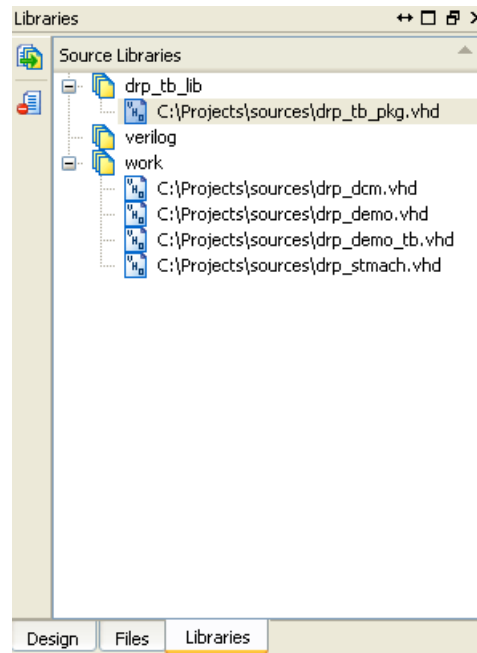 Libraries
Source Libraries
drp_tb_lib
C:\Projects\sources\drp_tb_pkg.vhd
verilog
work
C:\Projects\sources\drp_dcm.vhd
C:\Projects\sources\drp_demo.vhd
C:\Projects\sources\drp_demo_tb.vhd
C:\Projects\sources\drp_stmach.vhd
Design Files Libraries